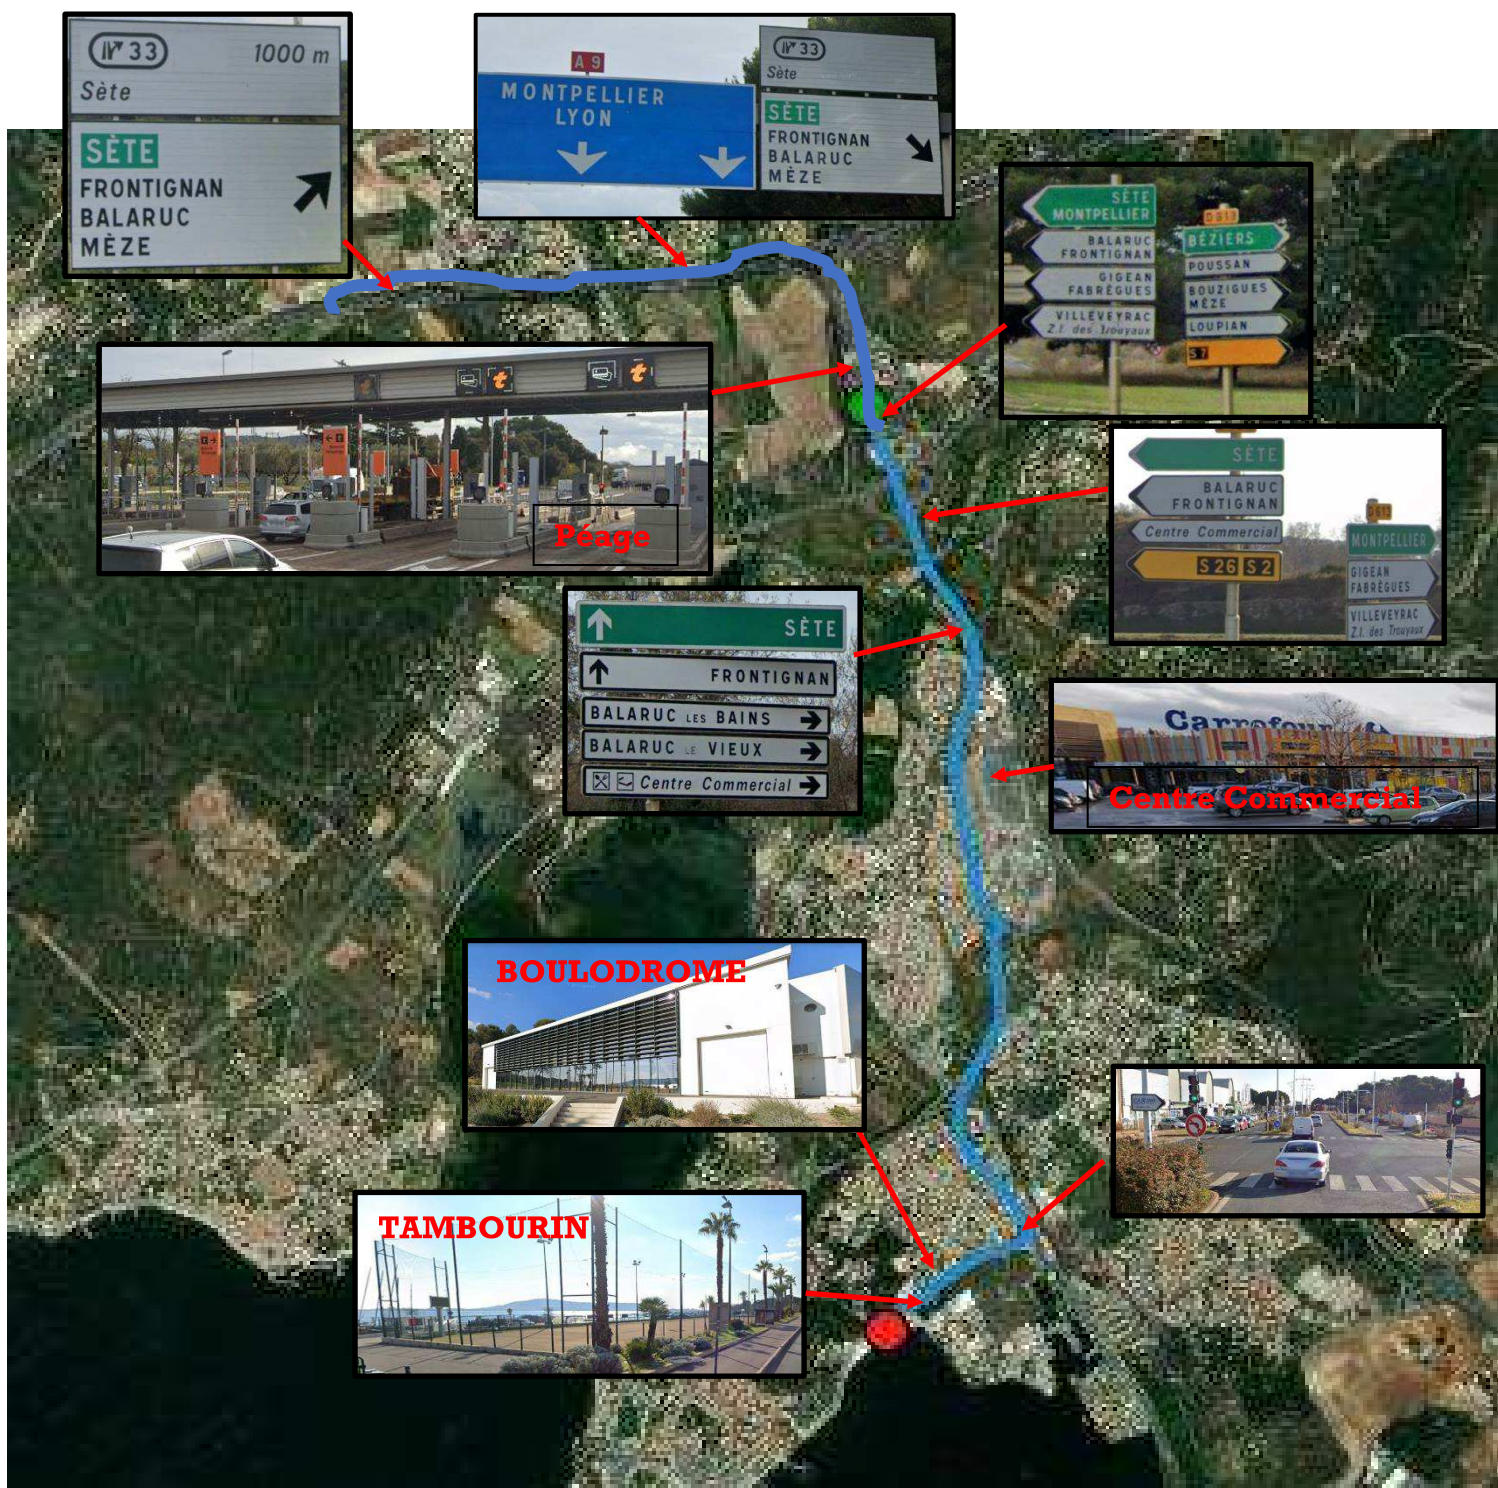 33 1000 m
Sète
SÈTE
FRONTIGNAN
BALARUC
MÈZE
A 9
MONTPELLIER
LYON
33
Sète
SÈTE
FRONTIGNAN
BALARUC
MÈZE
SÈTE
MONTPELLIER
BALARUC
FRONTIGNAN
GIGEAN
FABRÈGUES
VILLEVEYRAC
Z.I. des Trouyaux
D 613
BÉZIERS
POUSSAN
BOUZIGUES
MÈZE
LOUPIAN
S 7
t
t
Péage
SÈTE
BALARUC
FRONTIGNAN
Centre Commercial
S 26 S 2
D 613
MONTPELLIER
GIGEAN
FABRÈGUES
VILLEVEYRAC
Z.I. des Trouyaux
SÈTE
FRONTIGNAN
BALARUC LES BAINS
BALARUC LE VIEUX
Centre Commercial
Carrefour
Centre Commercial
BOULODROME
TAMBOURIN